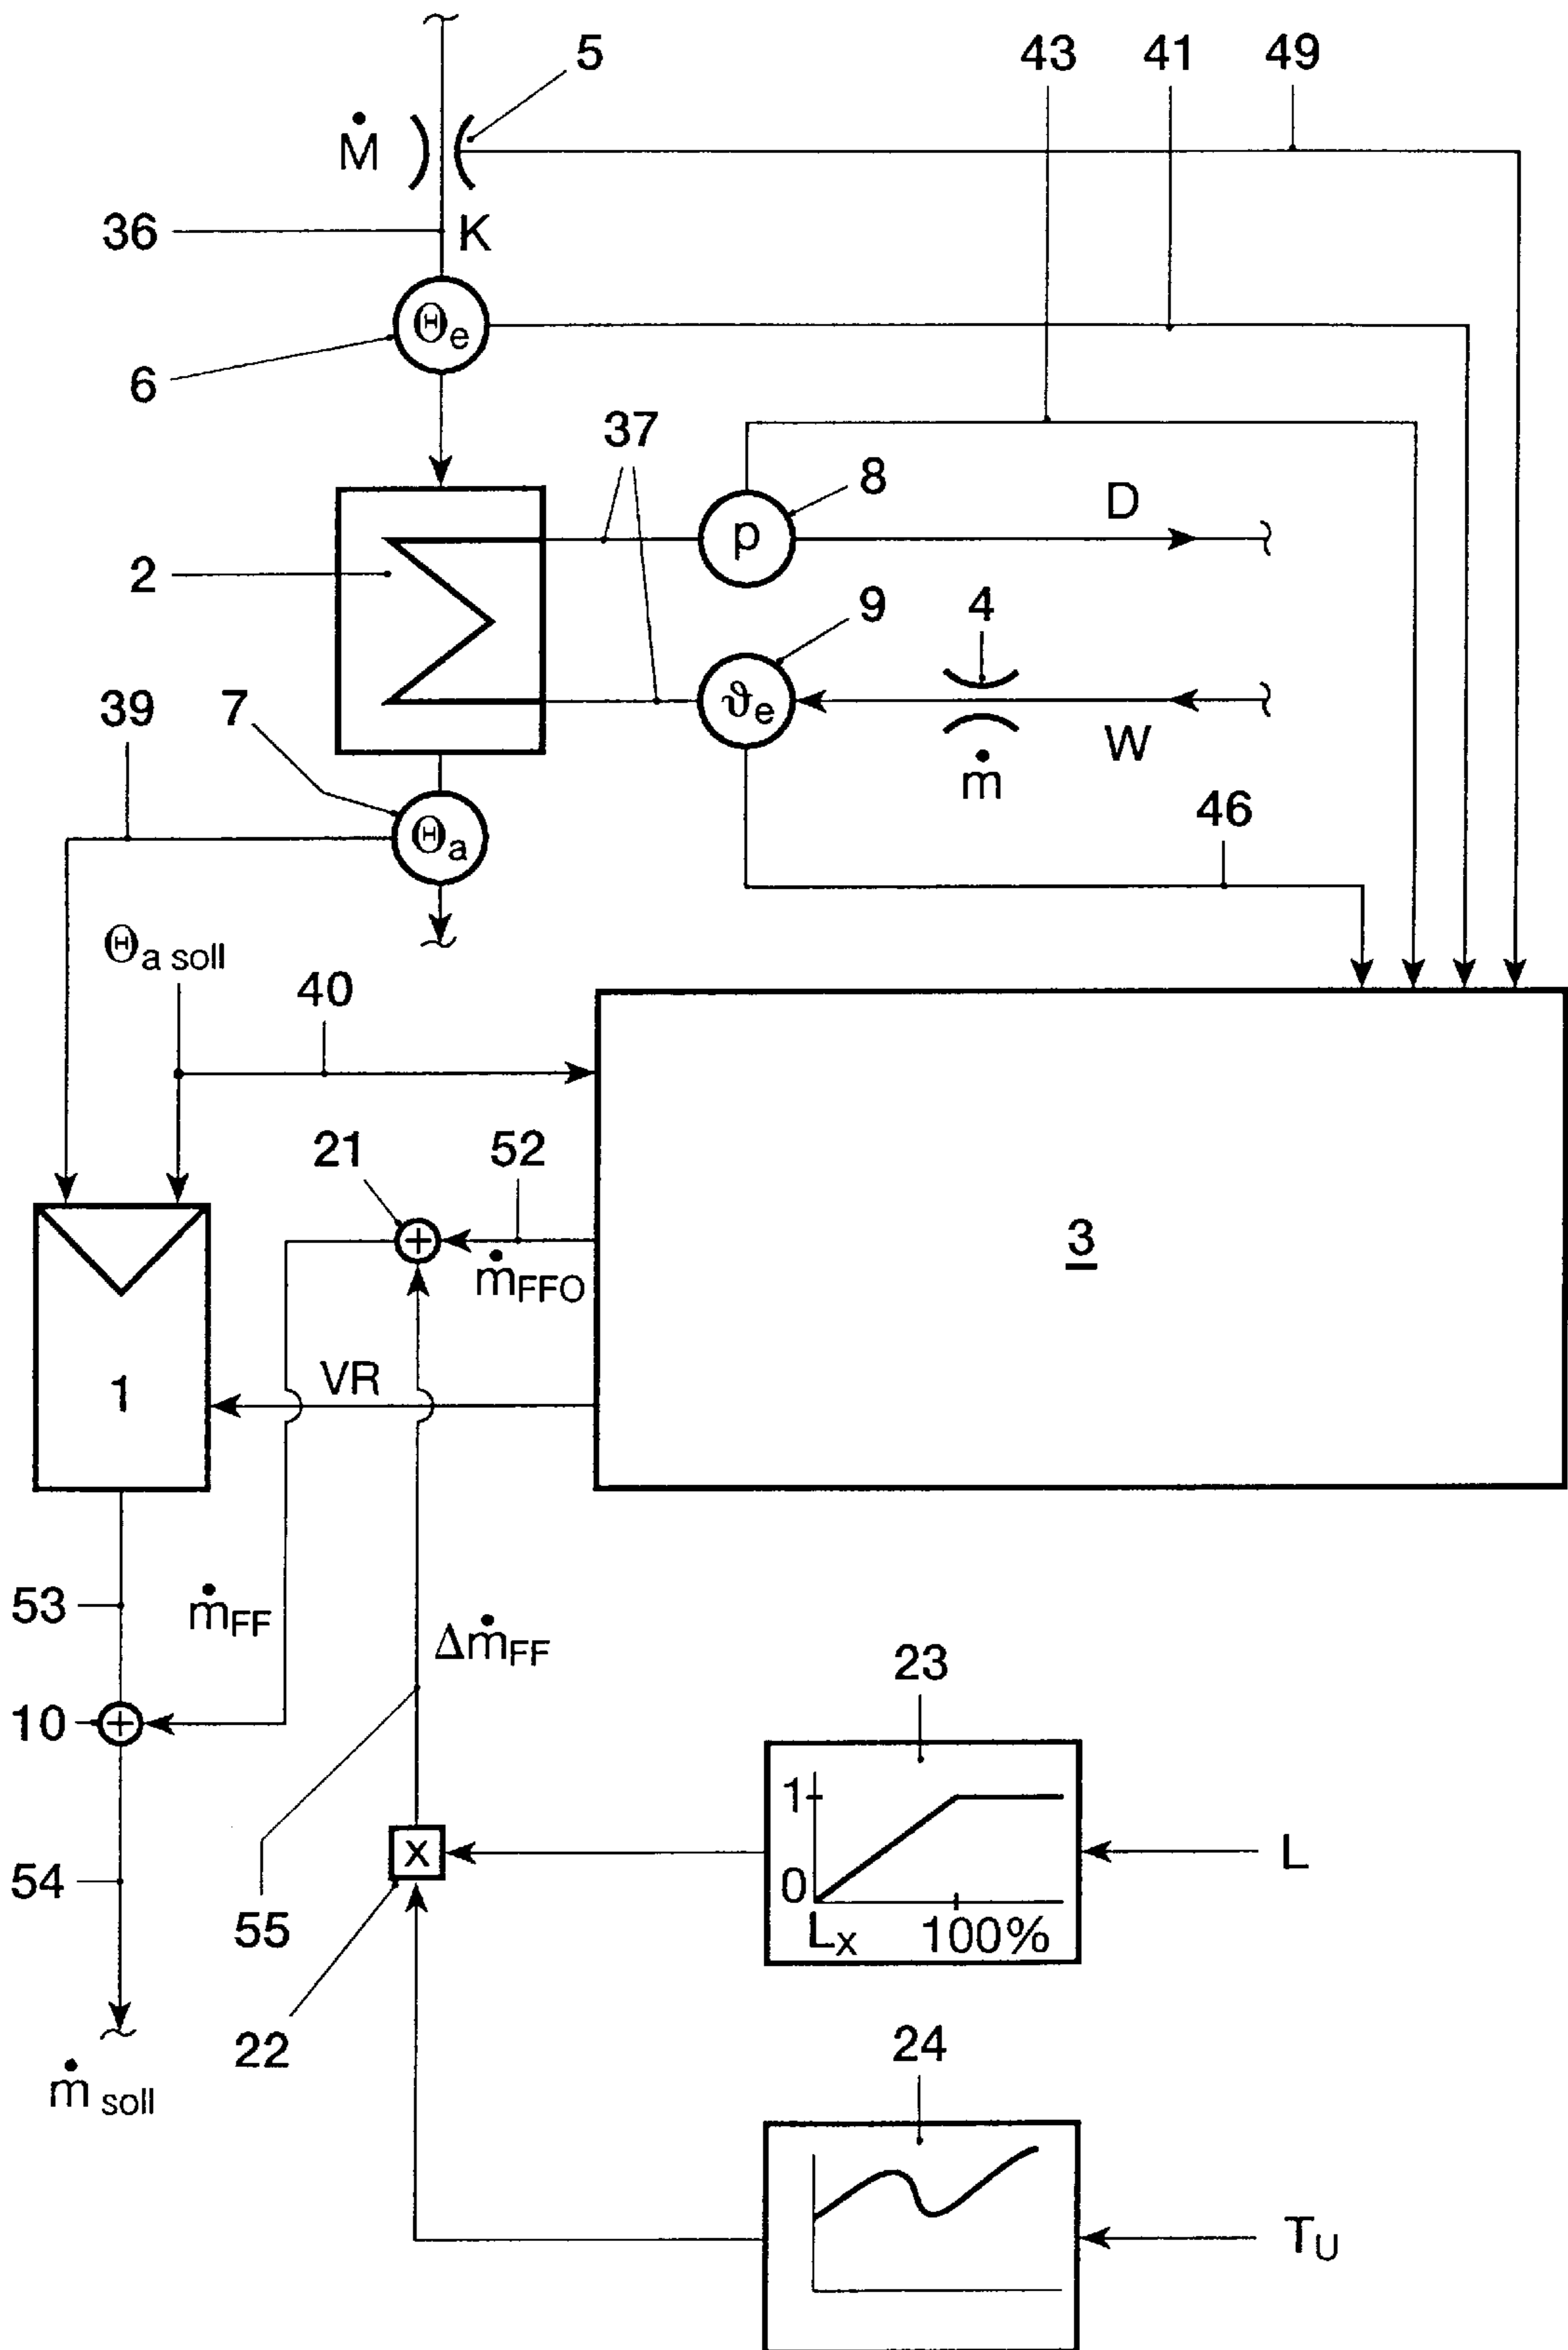 5
43
41
49
Ṁ
36
K
Θe
6
37
8
D
p
2
9
4
39
7
ϑe
W
ṁ
Θa
46
Θa soll
40
21
52
3
ṁFFO
VR
1
53
ṁFF
ΔṁFF
23
10
1
X
L
0
54
Lx 100%
55
22
24
ṁ soll
TU